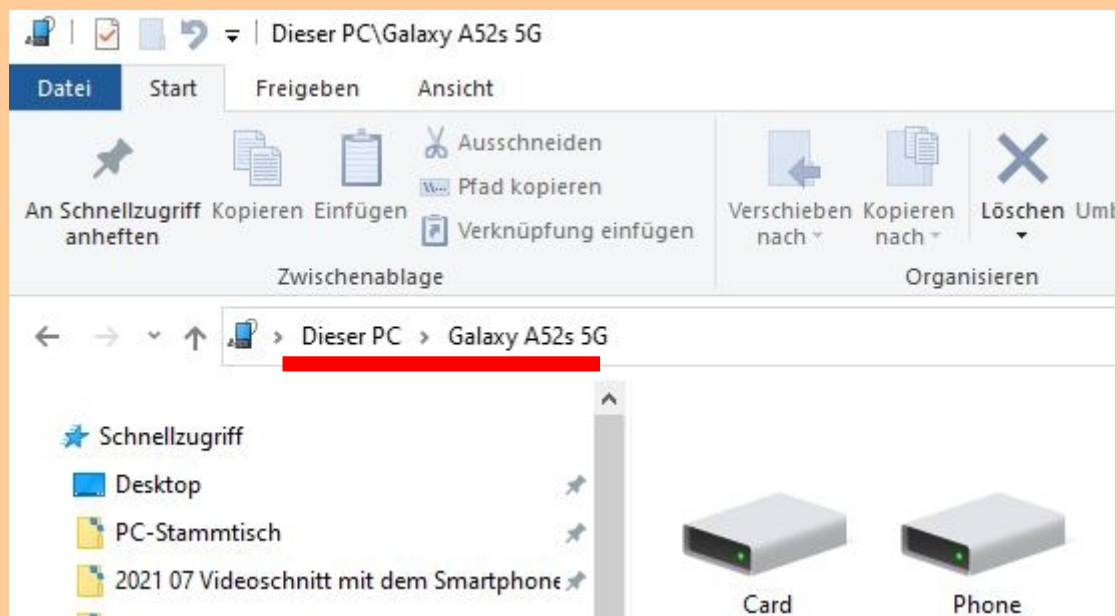 Dieser PC\Galaxy A52s 5G
Datei Start Freigeben Ansicht
An Schnellzugriff anheften
Kopieren
Einfügen
Ausschneiden
Pfad kopieren
Verknüpfung einfügen
Verschieben nach
Kopieren nach
Löschen
Zwischenablage
Organisieren
Dieser PC > Galaxy A52s 5G
Schnellzugriff
Desktop
PC-Stammtisch
2021 07 Videoschnitt mit dem Smartphone
Card
Phone